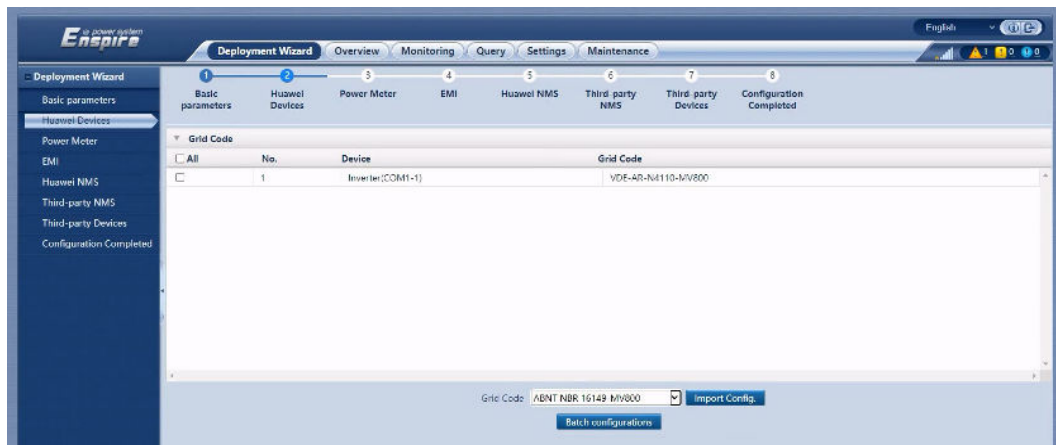 English
e power system
Enspire
Deployment Wizard Overview Monitoring Query Settings Maintenance
1 0 0
Deployment Wizard
Basic parameters
Huawei Devices
Power Meter
EMI
Huawei NMS
Third-party NMS
Third-party Devices
Configuration Completed
1 2 3 4 5 6 7 8
Basic parameters
Huawei Devices
Power Meter
EMI
Huawei NMS
Third party NMS
Third-party Devices
Configuration Completed
Grid Code
All No. Device Grid Code
1 Inverter(COM1-1) VDE-AR-N4110-MV800
Grid Code ABNT NBR 16149-MV800 Import Config.
Batch configurations